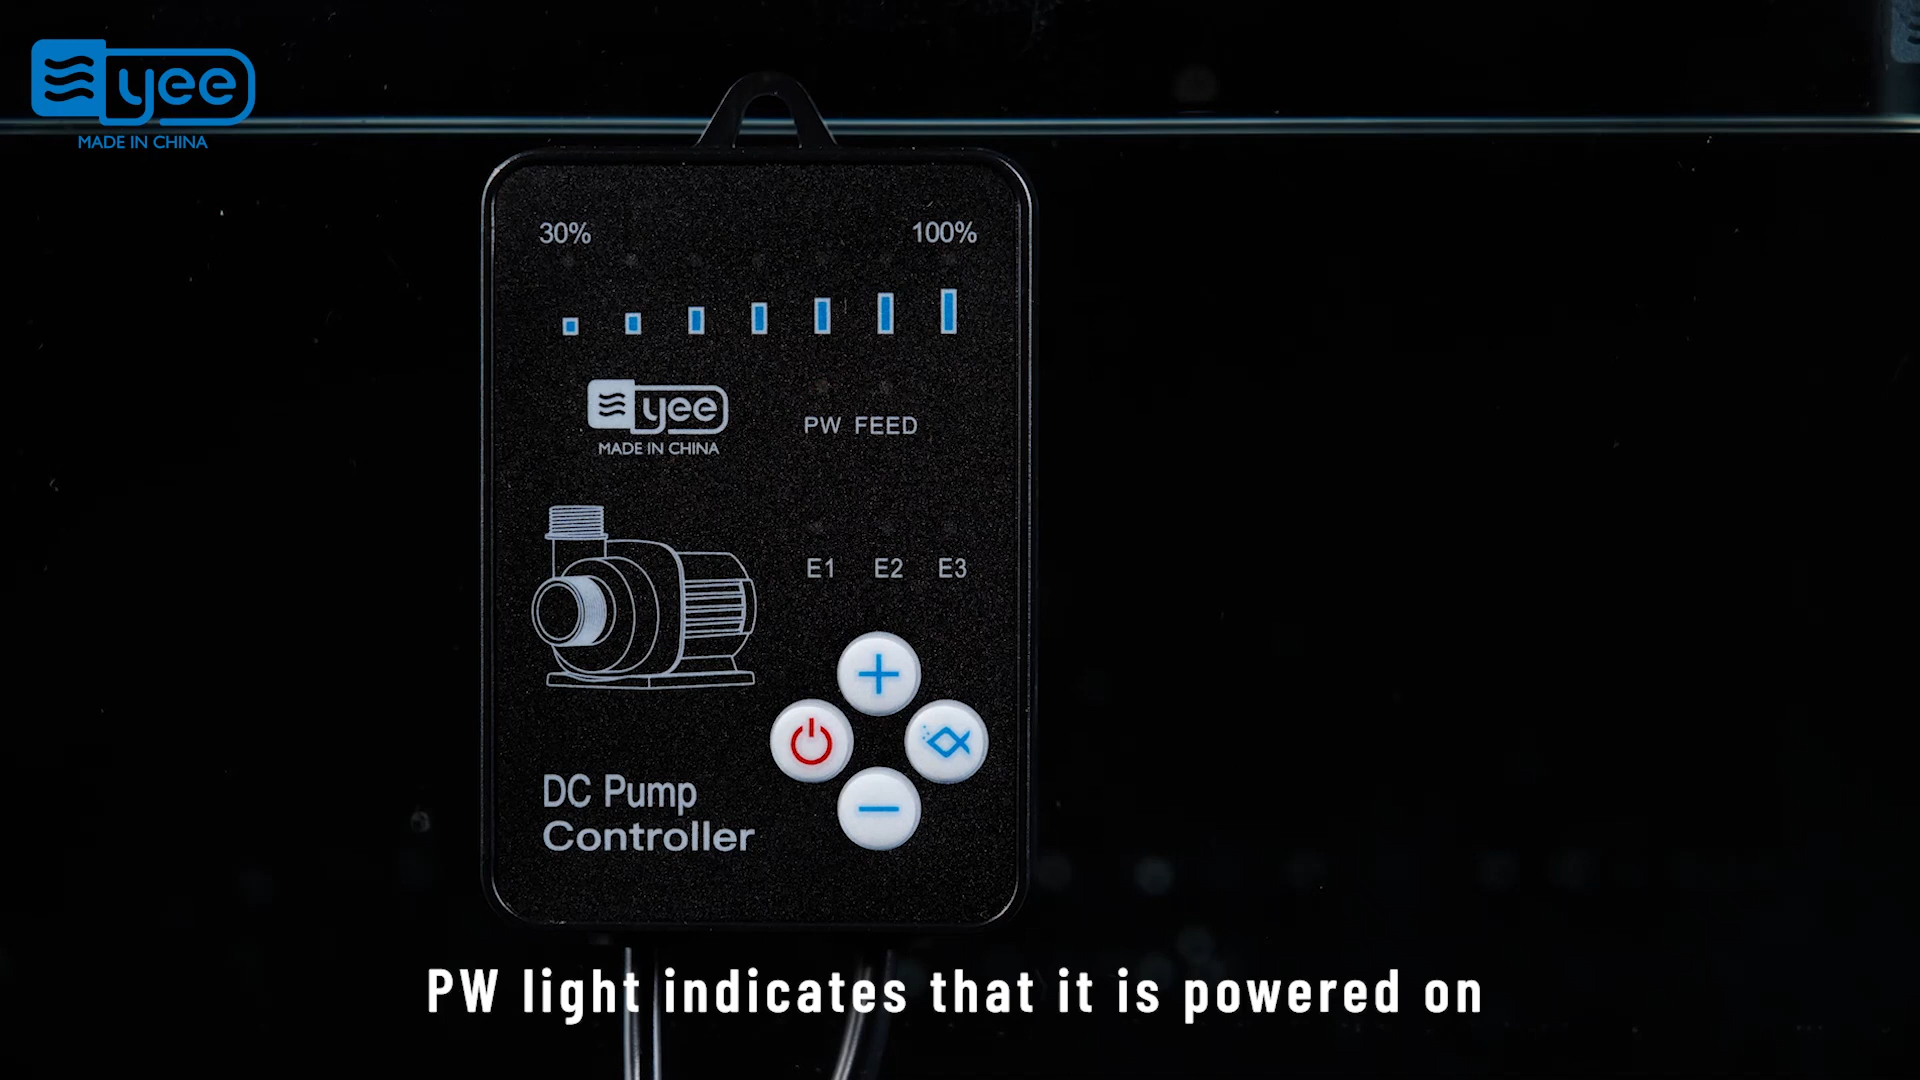 yee
MADE IN CHINA
30% 100%
yee
MADE IN CHINA
PW FEED
E1 E2 E3
DC Pump
Controller
PW light indicates that it is powered on